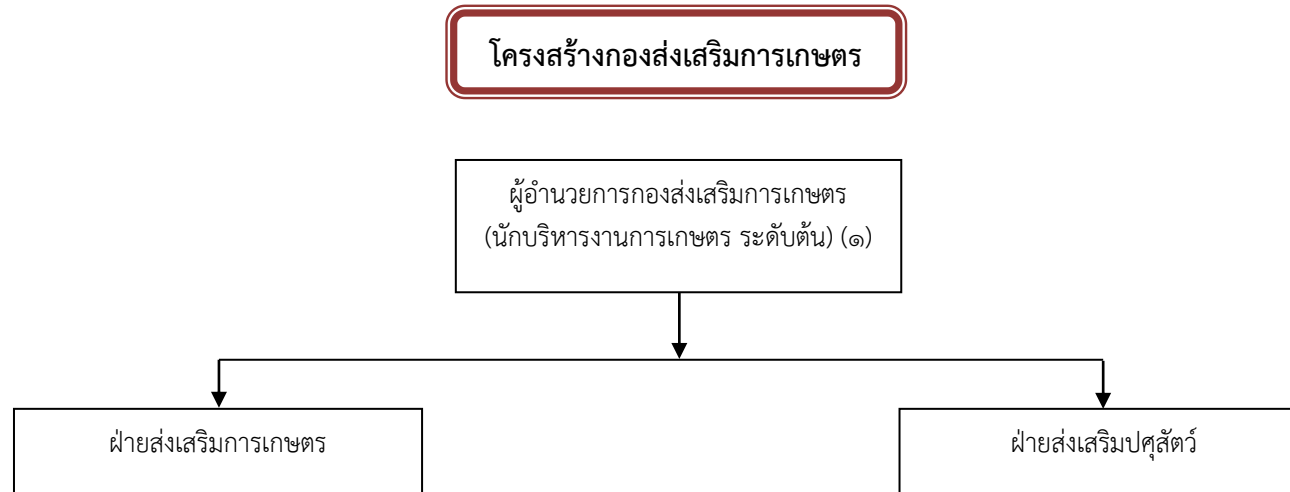 โครงสร้างกองส่งเสริมการเกษตร
ผู้อำนวยการกองส่งเสริมการเกษตร
(นักบริหารงานการเกษตร ระดับต้น) (๑)
ฝ่ายส่งเสริมการเกษตร
ฝ่ายส่งเสริมปศุสัตว์